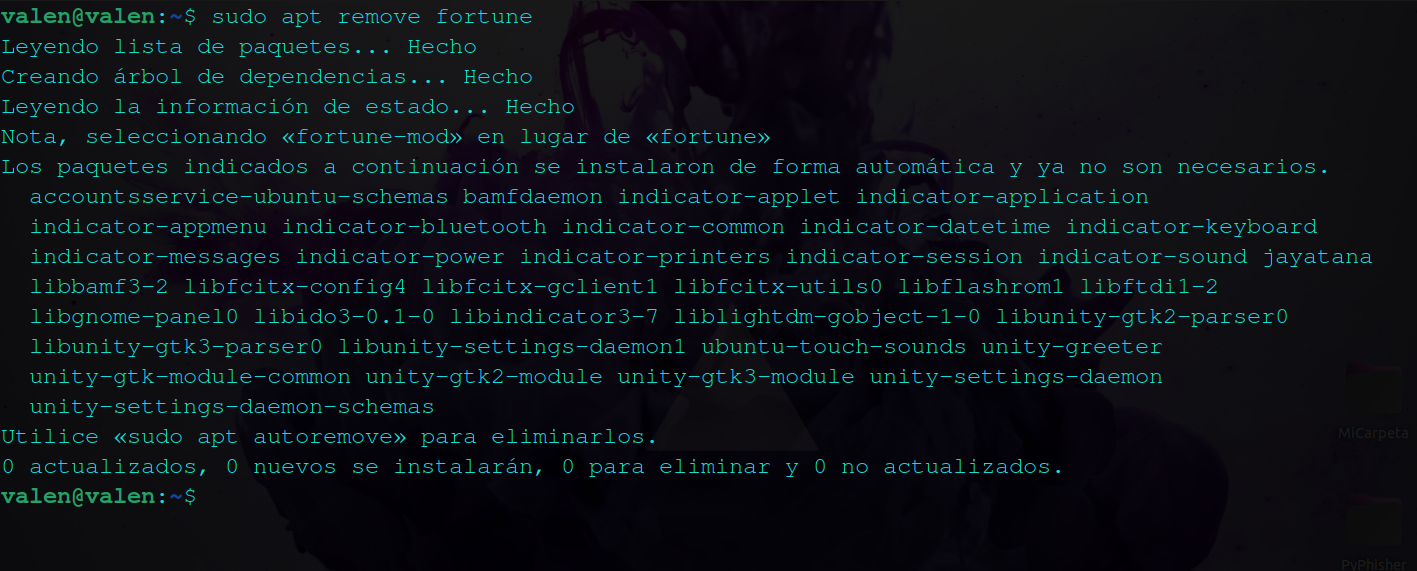 valen@valen:~$ sudo apt remove fortune
Leyendo lista de paquetes... Hecho
Creando árbol de dependencias... Hecho
Leyendo la información de estado... Hecho
Nota, seleccionando «fortune-mod» en lugar de «fortune»
Los paquetes indicados a continuación se instalaron de forma automática y ya no son necesarios.
  accountsservice-ubuntu-schemas bamfdaemon indicator-applet indicator-application
  indicator-appmenu indicator-bluetooth indicator-common indicator-datetime indicator-keyboard
  indicator-messages indicator-power indicator-printers indicator-session indicator-sound jayatana
  libbamf3-2 libfcitx-config4 libfcitx-gclient1 libfcitx-utils0 libflashrom1 libftdi1-2
  libgnome-panel0 libido3-0.1-0 libindicator3-7 liblightdm-gobject-1-0 libunity-gtk2-parser0
  libunity-gtk3-parser0 libunity-settings-daemon1 ubuntu-touch-sounds unity-greeter
  unity-gtk-module-common unity-gtk2-module unity-gtk3-module unity-settings-daemon
  unity-settings-daemon-schemas
Utilice «sudo apt autoremove» para eliminarlos.
0 actualizados, 0 nuevos se instalarán, 0 para eliminar y 0 no actualizados.
valen@valen:~$
MiCarpeta
PyPhisher